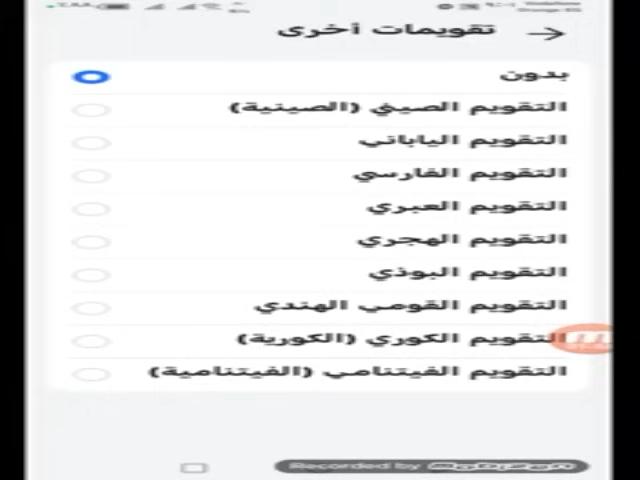 تقويمات أخرى
بدون
التقويم الصيني (الصينية)
التقويم الياباني
التقويم الفارسي
التقويم العبري
التقويم الهجري
التقويم البوذي
التقويم القومي الهندي
التقويم الكوري (الكورية)
التقويم الفيتنامي (الفيتنامية)
Recorded by